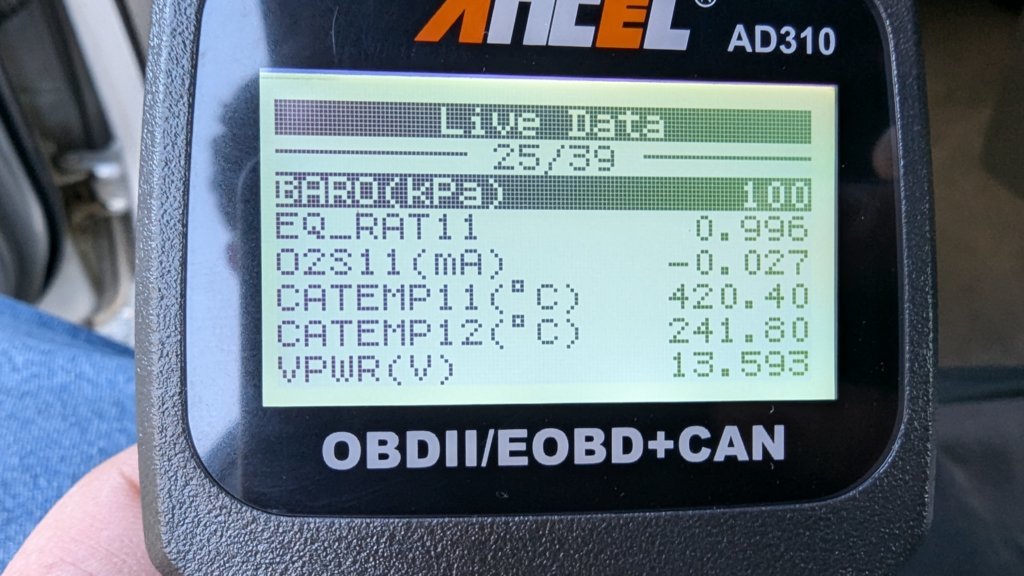 ANCEL® AD310
Live Data
25/39
BARO(kPa) 100
EQ_RAT11 0.996
O2S11(mA) -0.027
CATEMP11(°C) 420.40
CATEMP12(°C) 241.80
VPWR(V) 13.593
OBDII/EOBD+CAN